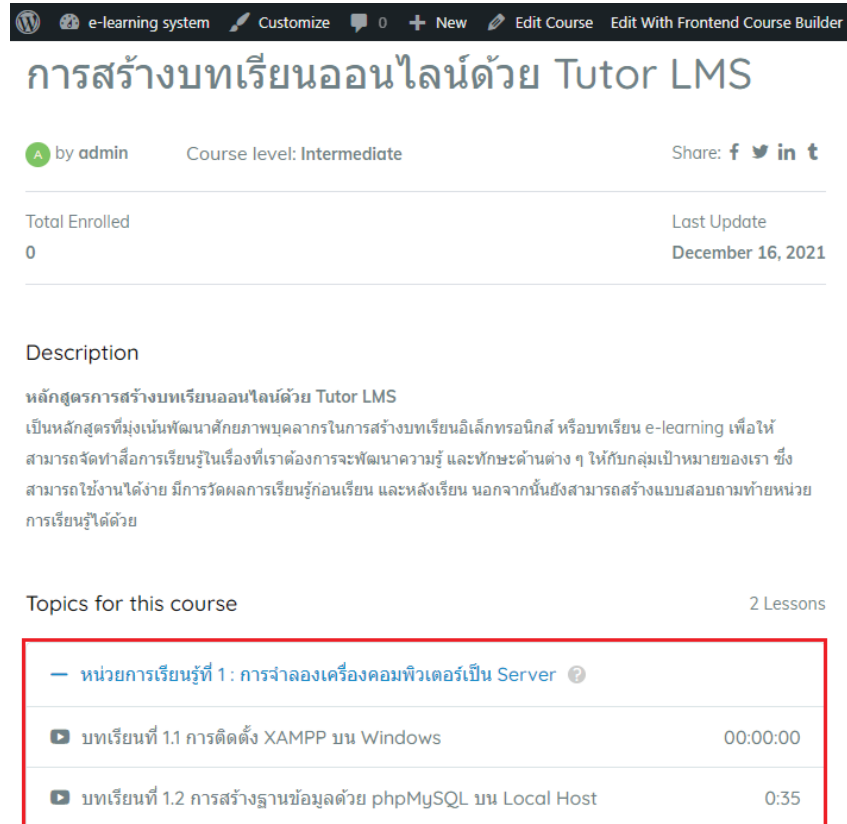 e-learning system Customize 0 New Edit Course Edit With Frontend Course Builder
การสร้างบทเรียนออนไลน์ด้วย Tutor LMS
A by admin Course level: Intermediate Share: f in t
Total Enrolled Last Update
0 December 16, 2021
Description
หลักสูตรการสร้างบทเรียนออนไลน์ด้วย Tutor LMS
เป็นหลักสูตรที่มุ่งเน้นพัฒนาศักยภาพบุคลากรในการสร้างบทเรียนอิเล็กทรอนิกส์ หรือบทเรียน e-learning เพื่อให้
สามารถจัดทำสื่อการเรียนรู้ในเรื่องที่เราต้องการจะพัฒนาความรู้ และทักษะด้านต่าง ๆ ให้กับกลุ่มเป้าหมายของเรา ซึ่ง
สามารถใช้งานได้ง่าย มีการวัดผลการเรียนรู้ก่อนเรียน และหลังเรียน นอกจากนั้นยังสามารถสร้างแบบสอบถามท้ายหน่วย
การเรียนรู้ได้ด้วย
Topics for this course 2 Lessons
หน่วยการเรียนรู้ที่ 1 : การจำลองเครื่องคอมพิวเตอร์เป็น Server ?
บทเรียนที่ 1.1 การติดตั้ง XAMPP บน Windows 00:00:00
บทเรียนที่ 1.2 การสร้างฐานข้อมูลด้วย phpMySQL บน Local Host 0:35